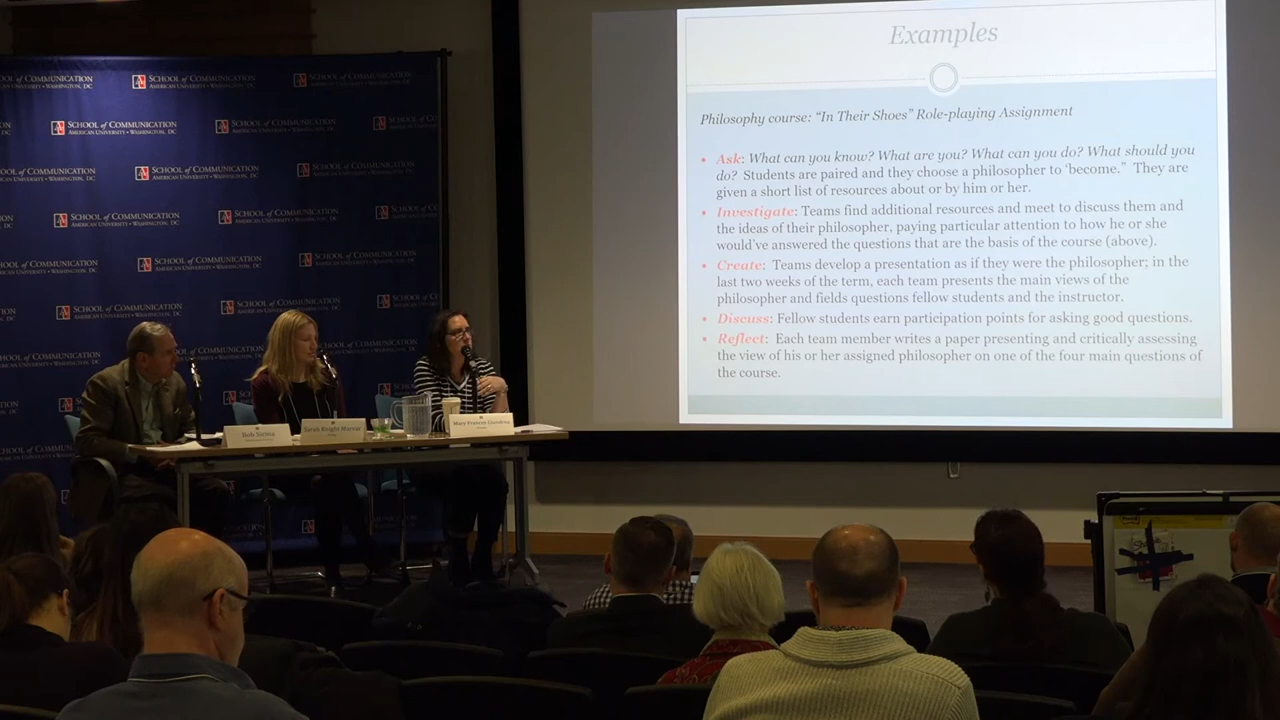 Examples
Philosophy course: “In Their Shoes” Role-playing Assignment
• Ask: What can you know? What are you? What can you do? What should you
do? Students are paired and they choose a philosopher to ‘become.” They are
given a short list of resources about or by him or her.
• Investigate: Teams find additional resources and meet to discuss them and
the ideas of their philosopher, paying particular attention to how he or she
would’ve answered the questions that are the basis of the course (above).
• Create: Teams develop a presentation as if they were the philosopher; in the
last two weeks of the term, each team presents the main views of the
philosopher and fields questions fellow students and the instructor.
• Discuss: Fellow students earn participation points for asking good questions.
• Reflect: Each team member writes a paper presenting and critically assessing
the view of his or her assigned philosopher on one of the four main questions of
the course.
SCHOOL of COMMUNICATION
AMERICAN UNIVERSITY • WASHINGTON, DC
Bob
Sarah Knight Marvar
Mary Frances